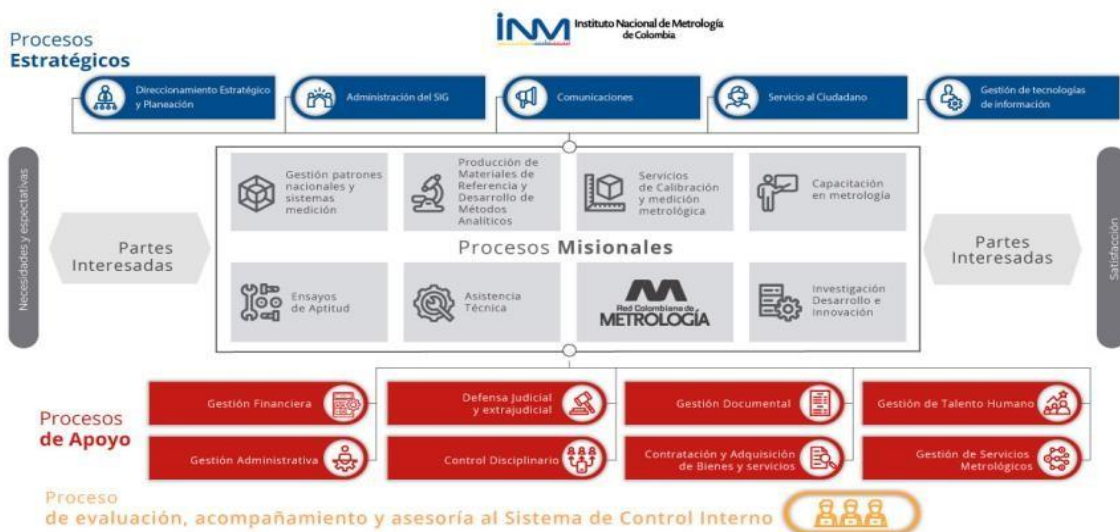 Procesos
Estratégicos
INM
Instituto Nacional de Metrología
de Colombia
Direccionamiento Estratégico
y Planeación
Administración del SIG
Comunicaciones
Servicio al Ciudadano
Gestión de tecnologías
de información
Necesidades y espectativas
Partes
Interesadas
Gestión patrones
nacionales y
sistemas
medición
Producción de
Materiales de
Referencia y
Desarrollo de
Métodos
Analíticos
Servicios
de Calibración
y medición
metrológica
Capacitación
en metrología
Procesos Misionales
Ensayos
de Aptitud
Asistencia
Técnica
Red Colombiana de
METROLOGÍA
Investigación
Desarrollo e
Innovación
Partes
Interesadas
Satisfacción
Procesos
de Apoyo
Gestión Financiera
Defensa Judicial
y extrajudicial
Gestión Documental
Gestión de Talento Humano
Gestión Administrativa
Control Disciplinario
Contratación y Adquisición
de Bienes y servicios
Gestión de Servicios
Metrológicos
Proceso
de evaluación, acompañamiento y asesoría al Sistema de Control Interno